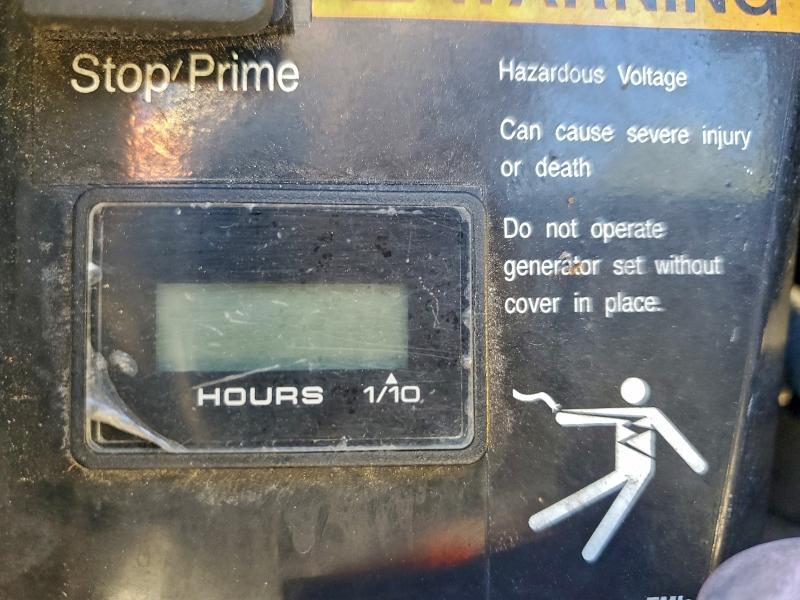 WARNING
Stop/Prime
Hazardous Voltage
Can cause severe injury
or death
Do not operate
generator set without
cover in place.
HOURS 1/10